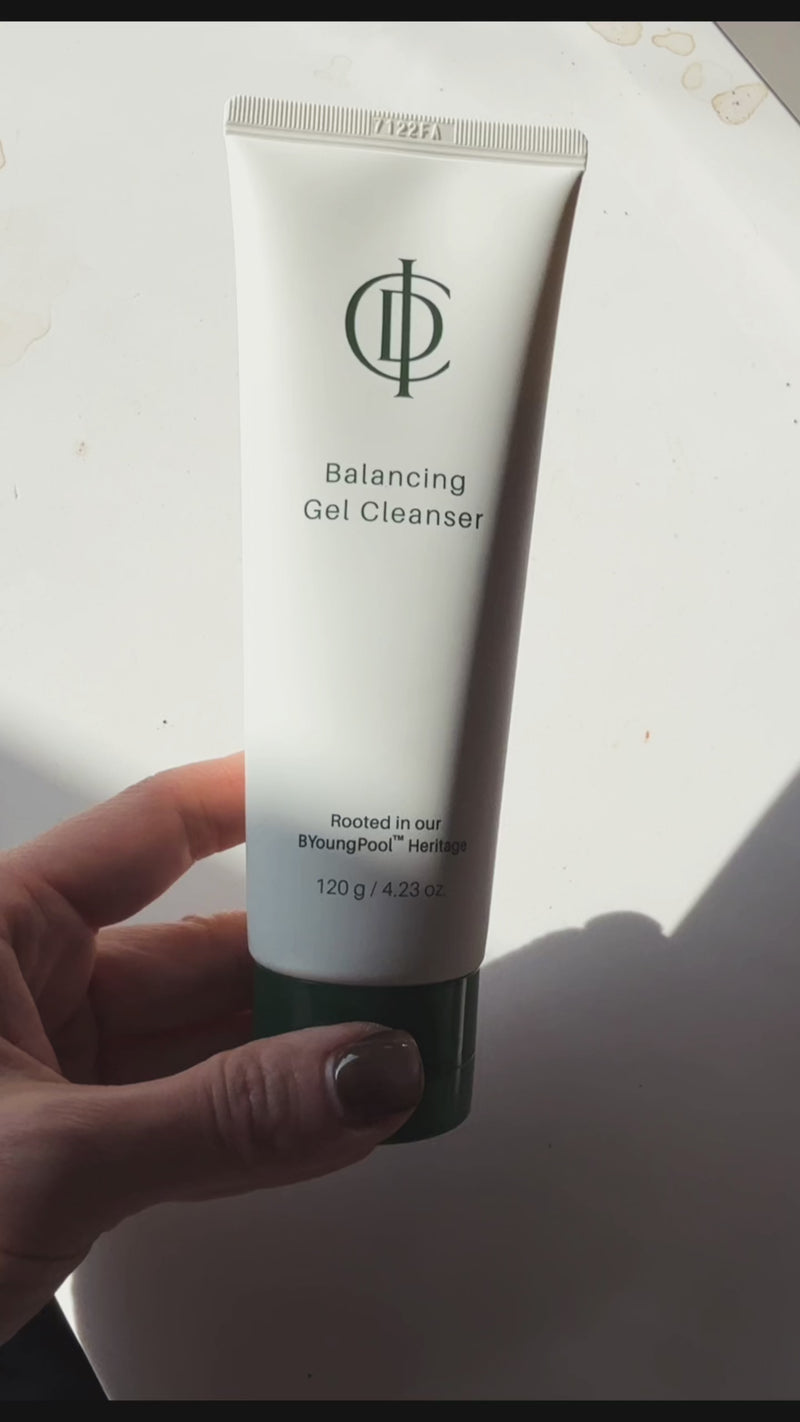 7122FA
Balancing
Gel Cleanser
Rooted in our
BYoungPool™ Heritage
120 g / 4.23 oz.